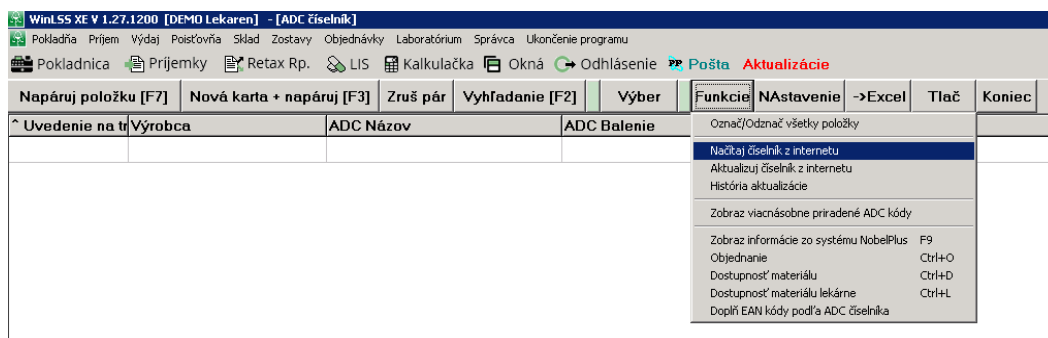 WinLSS XE V 1.27.1200 [DEMO Lekaren] - [ADC číselník]
Pokladňa Príjem Výdaj Poisťovňa Sklad Zostavy Objednávky Laboratórium Správca Ukončenie programu
Pokladnica Príjemky Retax Rp. LIS Kalkulačka Okná Odhlásenie Pošta Aktualizácie
Napáruj položku [F7] Nová karta + napáruj [F3] Zruš pár Vyhľadanie [F2] Výber Funkcie NAstavenie ->Excel Tlač Koniec
^ Uvedenie na tr Výrobca ADC Názov ADC Balenie
Označ/Odznač všetky položky
Načítaj číselník z internetu
Aktualizuj číselník z internetu
História aktualizácie
Zobraz viacnásobne priradené ADC kódy
Zobraz informácie zo systému NobelPlus F9
Objednanie Ctrl+O
Dostupnosť materiálu Ctrl+D
Dostupnosť materiálu lekárne Ctrl+L
Doplň EAN kódy podľa ADC číselníka